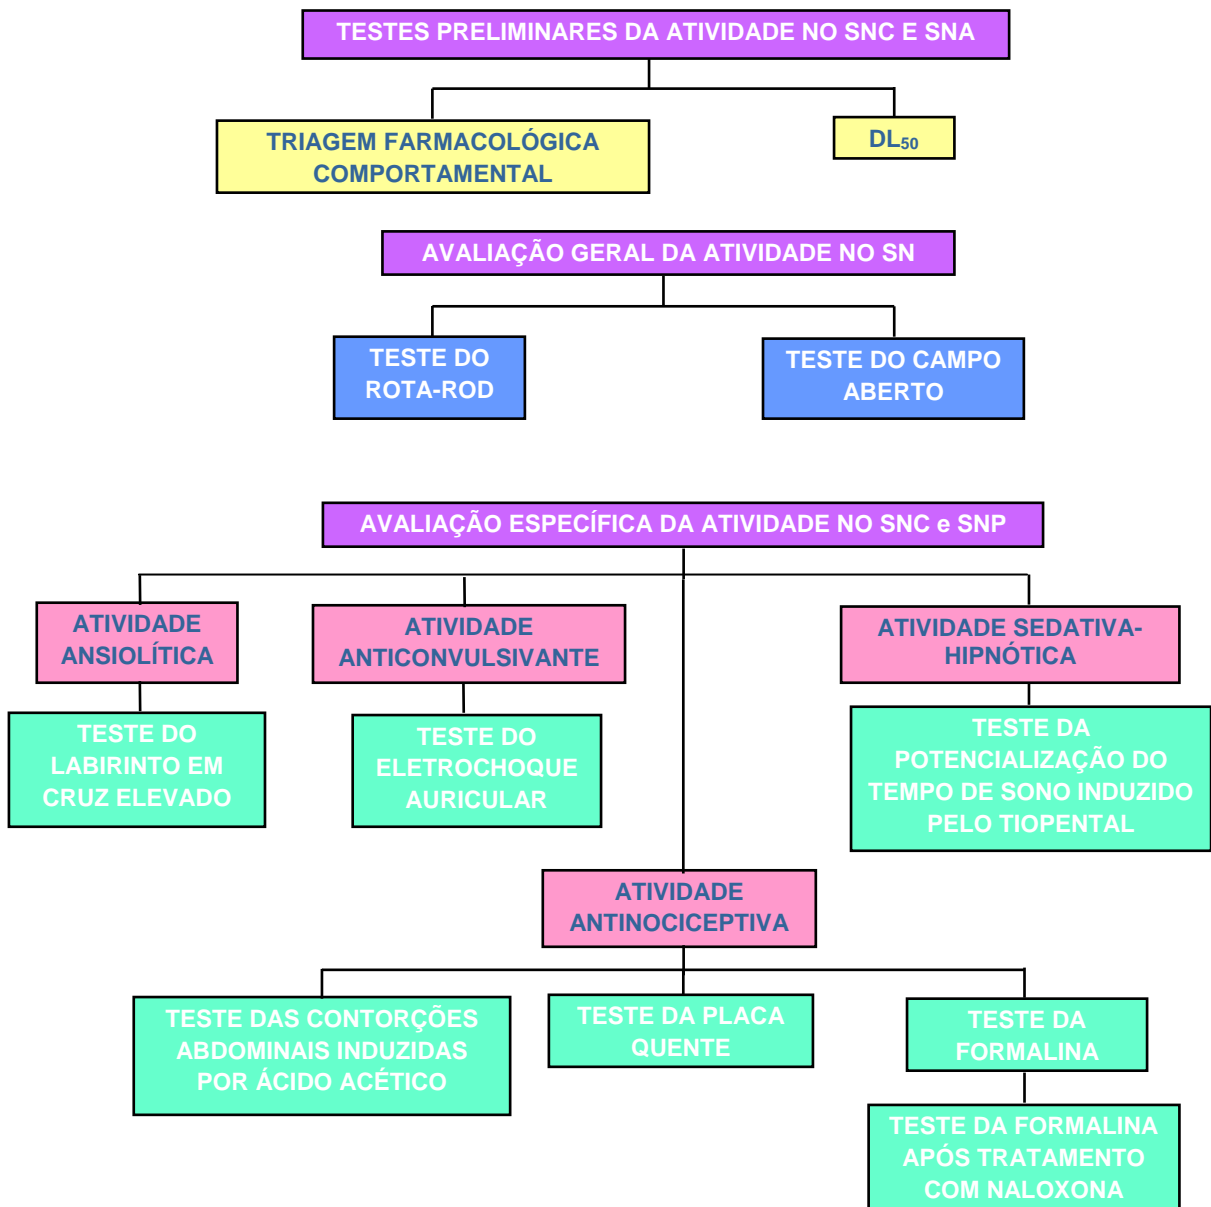 TESTES PRELIMINARES DA ATIVIDADE NO SNC E SNA
TRIAGEM FARMACOLÓGICA
COMPORTAMENTAL
DL50
AVALIAÇÃO GERAL DA ATIVIDADE NO SN
TESTE DO
ROTA-ROD
TESTE DO CAMPO
ABERTO
AVALIAÇÃO ESPECÍFICA DA ATIVIDADE NO SNC e SNP
ATIVIDADE
ANSIOLÍTICA
ATIVIDADE
ANTICONVULSIVANTE
ATIVIDADE SEDATIVA-
HIPNÓTICA
TESTE DO
LABIRINTO EM
CRUZ ELEVADO
TESTE DO
ELETROCHOQUE
AURICULAR
TESTE DA
POTENCIALIZAÇÃO DO
TEMPO DE SONO INDUZIDO
PELO TIOPENTAL
ATIVIDADE
ANTINOCICEPTIVA
TESTE DAS CONTORÇÕES
ABDOMINAIS INDUZIDAS
POR ÁCIDO ACÉTICO
TESTE DA PLACA
QUENTE
TESTE DA
FORMALINA
TESTE DA FORMALINA
APÓS TRATAMENTO
COM NALOXONA